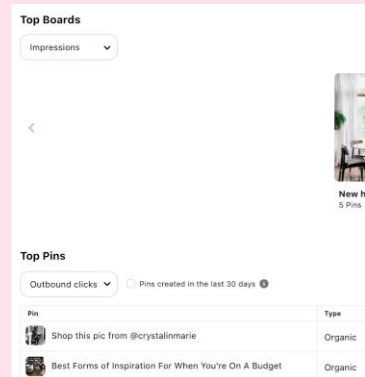 Top Boards
Impressions
New h
5 Pins
Top Pins
Outbound clicks
Pins created in the last 30 days
Pin Type
Shop this pic from @crystalinmarie Organic
Best Forms of Inspiration For When You're On A Budget Organic